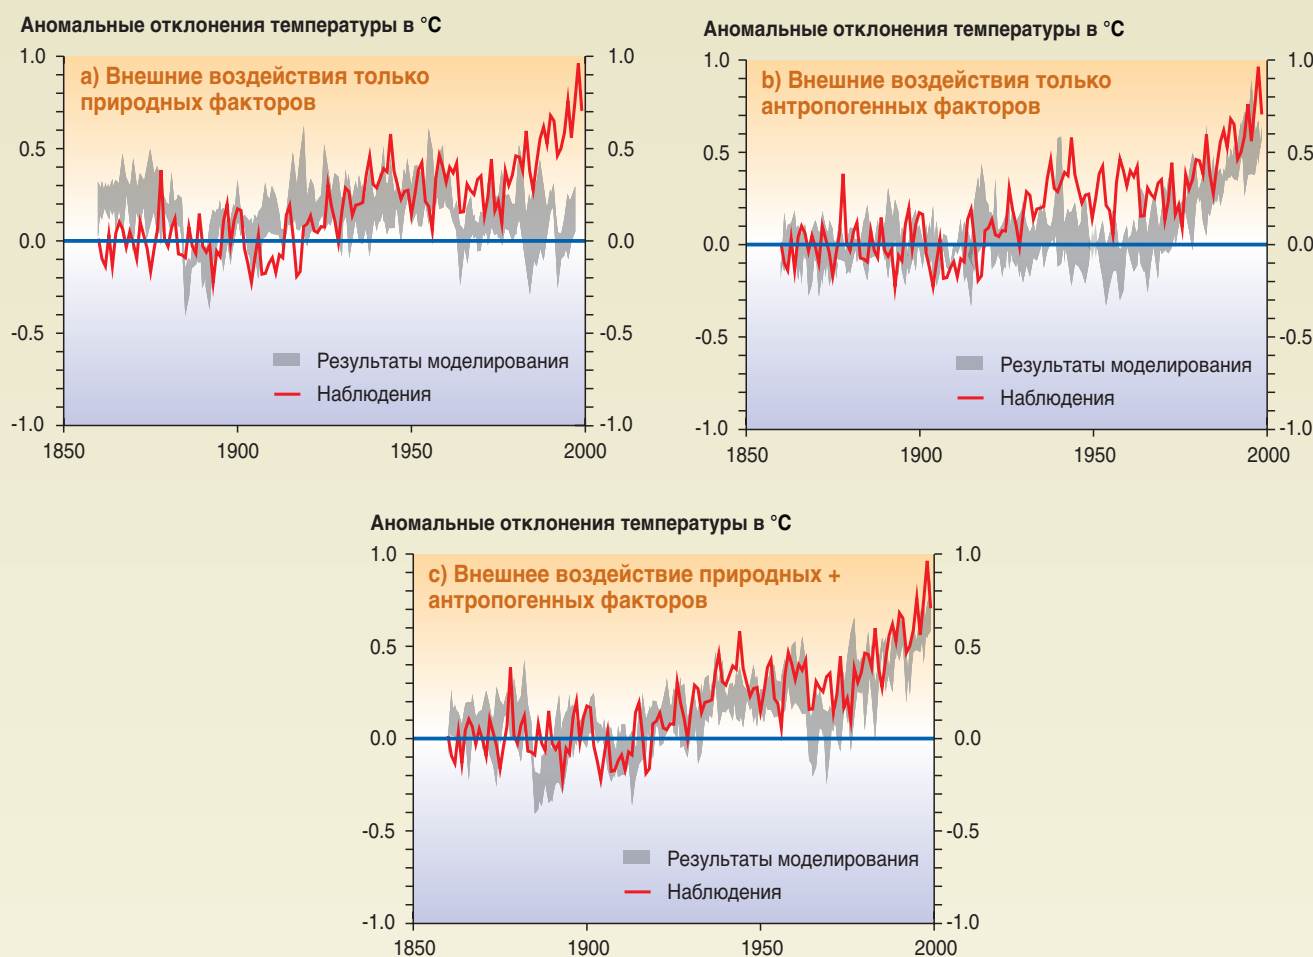 Аномальные отклонения температуры в °C
1.0
0.5
0.0
-0.5
-1.0
1.0
0.5
0.0
-0.5
-1.0
a) Внешние воздействия только
природных факторов
Результаты моделирования
Наблюдения
1850
1900
1950
2000
Аномальные отклонения температуры в °C
1.0
0.5
0.0
-0.5
-1.0
1.0
0.5
0.0
-0.5
-1.0
b) Внешние воздействия только
антропогенных факторов
Результаты моделирования
Наблюдения
1850
1900
1950
2000
Аномальные отклонения температуры в °C
1.0
0.5
0.0
-0.5
-1.0
1.0
0.5
0.0
-0.5
-1.0
c) Внешнее воздействие природных +
антропогенных факторов
Результаты моделирования
Наблюдения
1850
1900
1950
2000